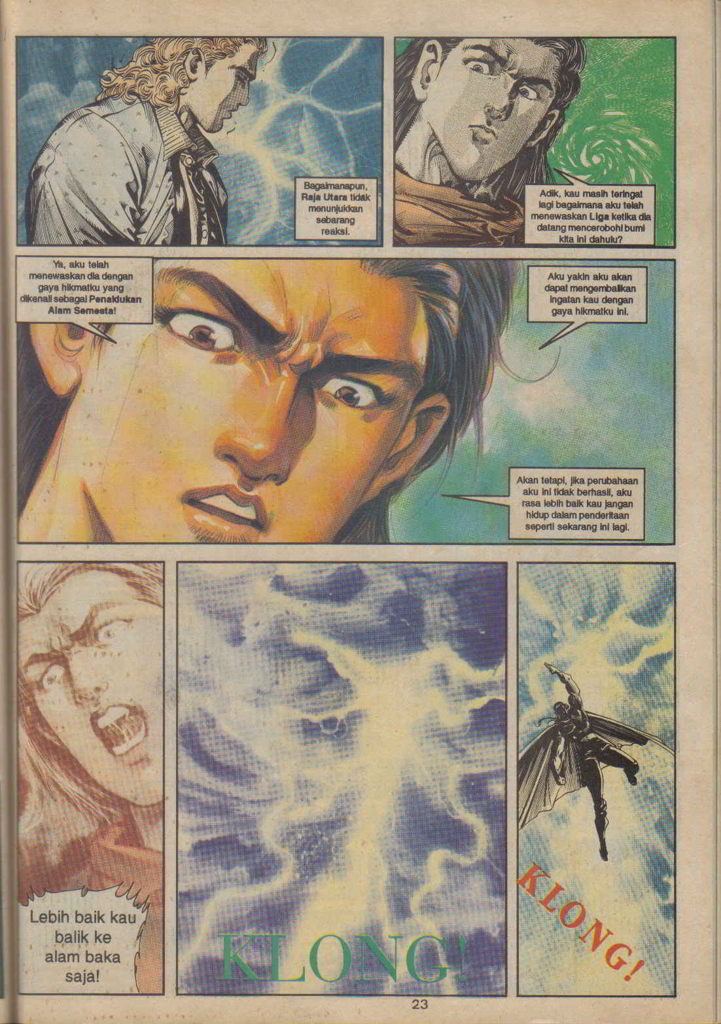 Bagaimanapun,
Raja Utara tidak
menunjukkan
sebarang
reaksi.
Adik, kau masih teringat
lagi bagaimana aku telah
menewaskan Liga ketika dia
datang mencerobohi bumi
kita ini dahulu?
Ya, aku telah
menewaskan dia dengan
gaya hikmatku yang
dikenali sebagai Penaklukan
Alam Semesta!
Aku yakin aku akan
dapat mengembalikan
ingatan kau dengan
gaya hikmatku ini.
Akan tetapi, jika perubahaan
aku ini tidak berhasil, aku
rasa lebih baik kau jangan
hidup dalam penderitaan
seperti sekarang ini lagi.
Lebih baik kau
balik ke
alam baka
saja!
KLONG!
KLONG!
23